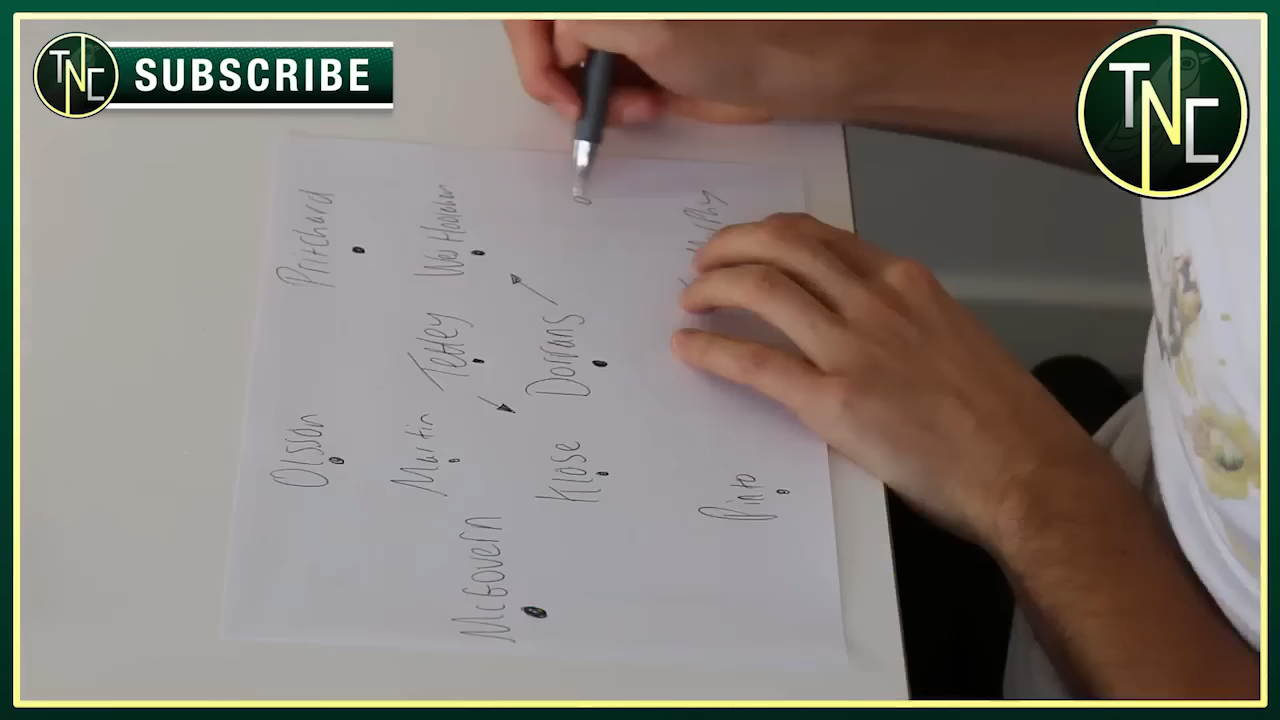 TNC
SUBSCRIBE
TNC
Pritchard
Wes Hoolahan
Tettey
Dorrans
Olsson
Martin
Klose
Pinto
McGovern